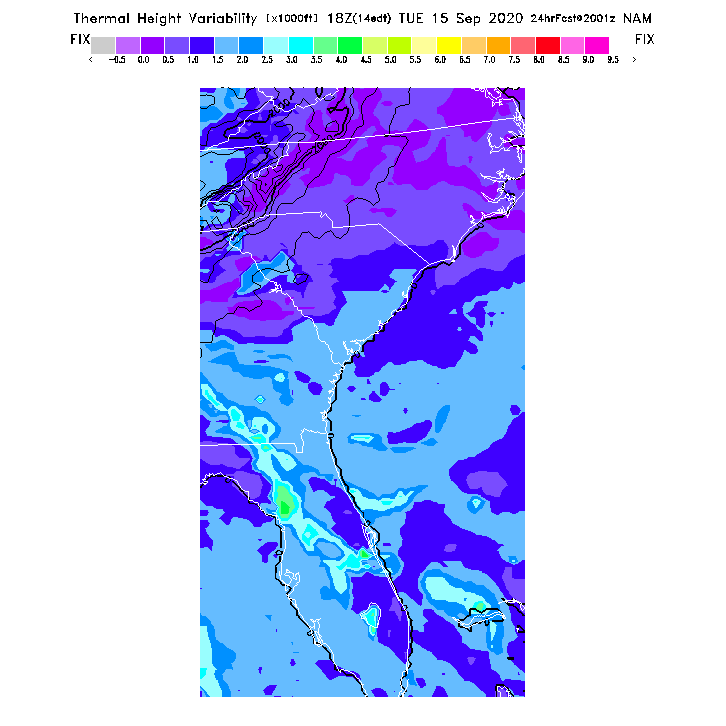 Thermal Height Variability [x1000ft] 18Z(14edt) TUE 15 Sep 2020 24hrFcst@2001z NAM
FIX FIX
< -0.5 0.0 0.5 1.0 1.5 2.0 2.5 3.0 3.5 4.0 4.5 5.0 5.5 6.0 6.5 7.0 7.5 8.0 8.5 9.0 9.5 >